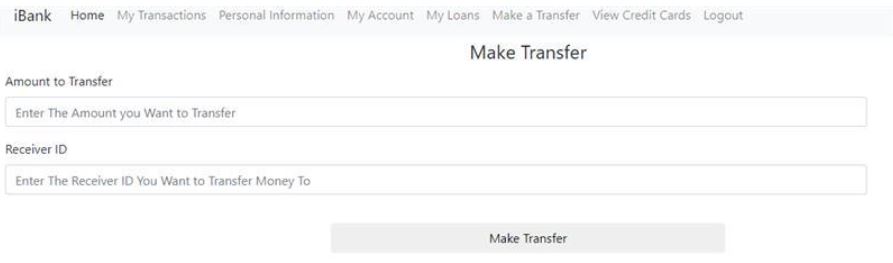 iBank Home My Transactions Personal Information My Account My Loans Make a Transfer View Credit Cards Logout
Make Transfer
Amount to Transfer
Enter The Amount you Want to Transfer
Receiver ID
Enter The Receiver ID You Want to Transfer Money To
Make Transfer